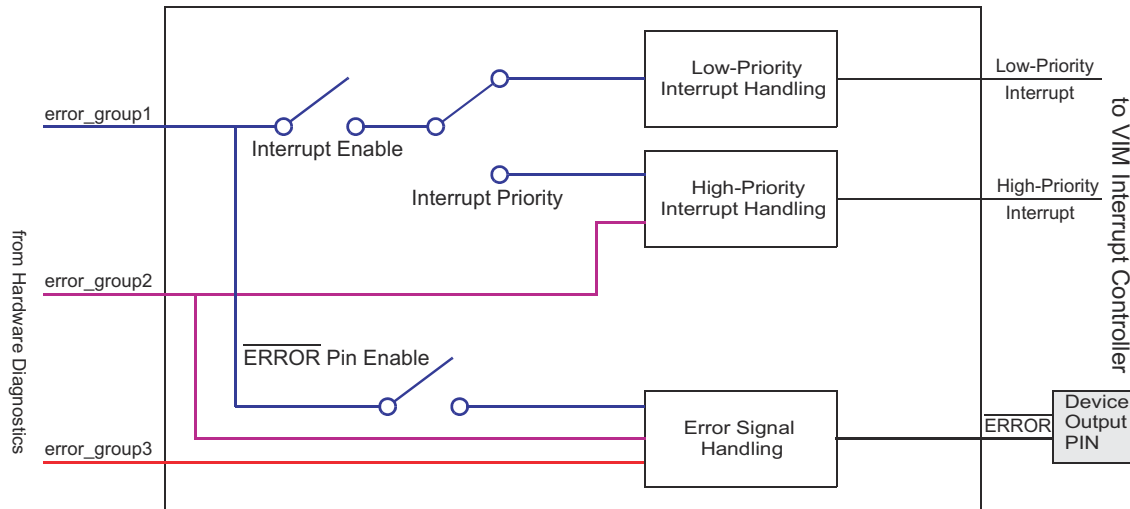 Low-Priority
Interrupt Handling
Low-Priority
Interrupt
error_group1
Interrupt Enable
Interrupt Priority
High-Priority
Interrupt Handling
High-Priority
Interrupt
to VIM Interrupt Controller
from Hardware Diagnostics
error_group2
ERROR Pin Enable
error_group3
Error Signal
Handling
ERROR
Device
Output
PIN